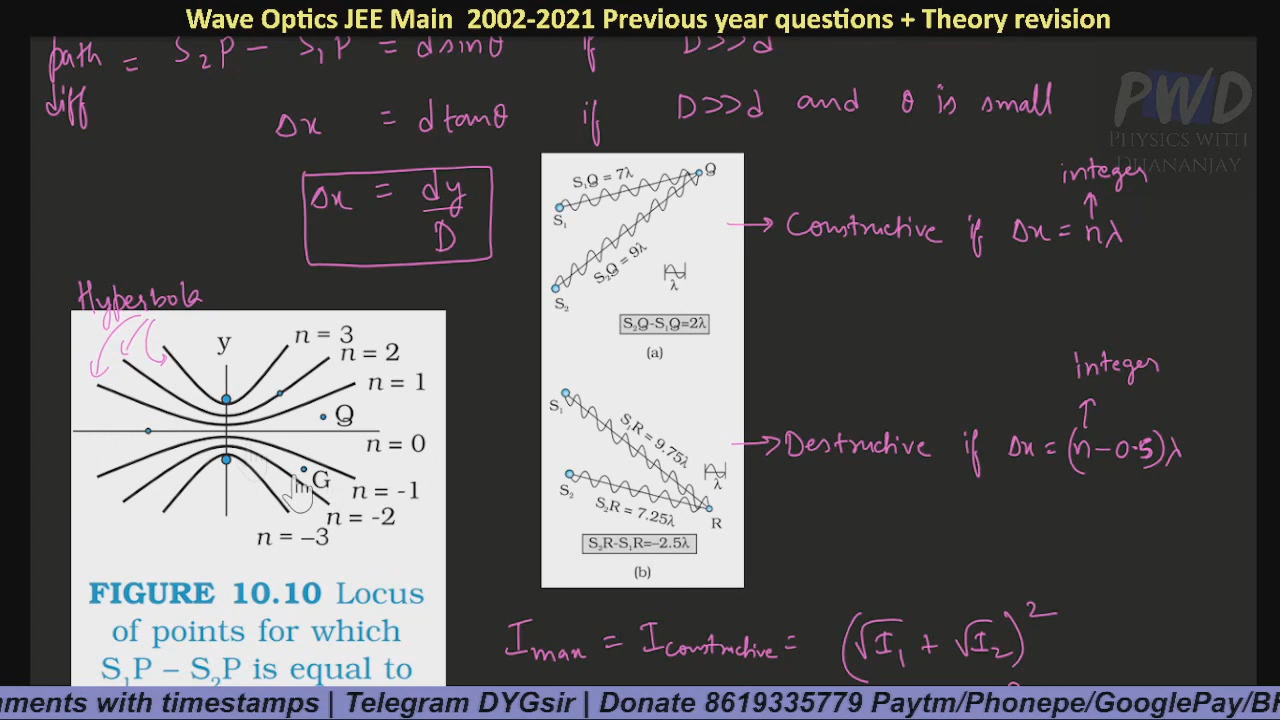 Wave Optics JEE Main 2002-2021 Previous year questions + Theory revision
path diff = S₂P - S₁P = dsinθ if D>>d
Δx = dtanθ if D>>d and θ is small
Δx = dy/D
PWD
PHYSICS WITH
DHANANJAY
S₁Q = 7λ
Q
S₁
S₂Q = 9λ
S₂
λ
S₂Q-S₁Q=2λ
(a)
integer
→ Constructive if Δx = nλ
Hyperbola
y
n = 3
n = 2
n = 1
Q
n = 0
G
n = -1
n = -2
n = –3
S₁
S₁R = 9.75λ
S₂
S₂R = 7.25λ
λ
R
S₂R-S₁R=–2.5λ
(b)
Integer
→ Destructive if Δx = (n-0.5)λ
FIGURE 10.10 Locus
of points for which
S₁P – S₂P is equal to
Imax = Iconstructive = (√I₁ + √I₂)²
mments with timestamps | Telegram DYGsir | Donate 8619335779 Paytm/Phonepe/GooglePay/